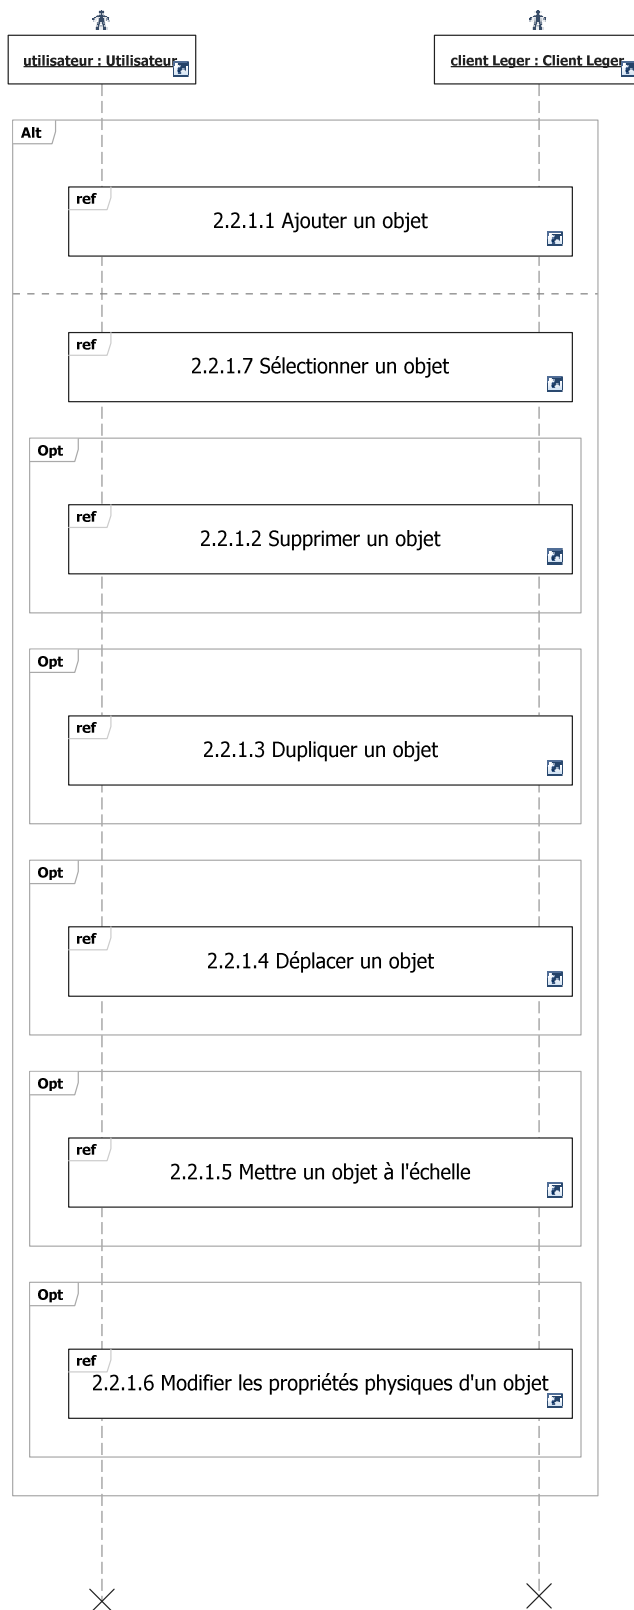 utilisateur : Utilisateur
client Leger : Client Leger
Alt
ref
2.2.1.1 Ajouter un objet
ref
2.2.1.7 Sélectionner un objet
Opt
ref
2.2.1.2 Supprimer un objet
Opt
ref
2.2.1.3 Dupliquer un objet
Opt
ref
2.2.1.4 Déplacer un objet
Opt
ref
2.2.1.5 Mettre un objet à l'échelle
Opt
ref
2.2.1.6 Modifier les propriétés physiques d'un objet